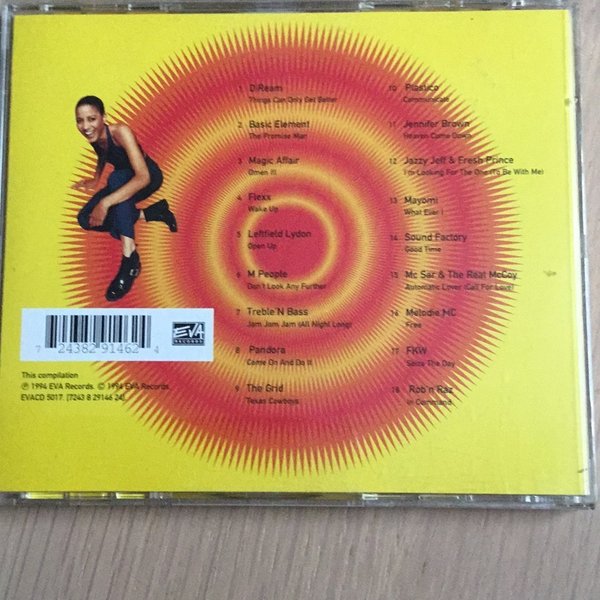 1 D:Ream
Things Can Only Get Better
2 Basic Element
The Promise Man
3 Magic Affair
Omen III
4 Flexx
Wake Up
5 Leftfield Lydon
Open Up
6 M People
Don't Look Any Further
7 Treble'N Bass
Jam Jam Jam (All Night Long)
8 Pandora
Come On And Do It
9 The Grid
Texas Cowboys
10 Plastico
Communicate
11 Jennifer Brown
Heaven Come Down
12 Jazzy Jeff & Fresh Prince
I'm Looking For The One (To Be With Me)
13 Mayomi
What Ever !
14 Sound Factory
Good Time
15 Mc Sar & The Real McCoy
Automatic Lover (Call For Love)
16 Melodie MC
Free
17 FKW
Seize The Day
18 Rob'n Raz
In Command
EVA
RECORDS
7 24382 91462 4
This compilation
℗ 1994 EVA Records. © 1994 EVA Records.
EVACD 5017. (7243 8 29146 24).